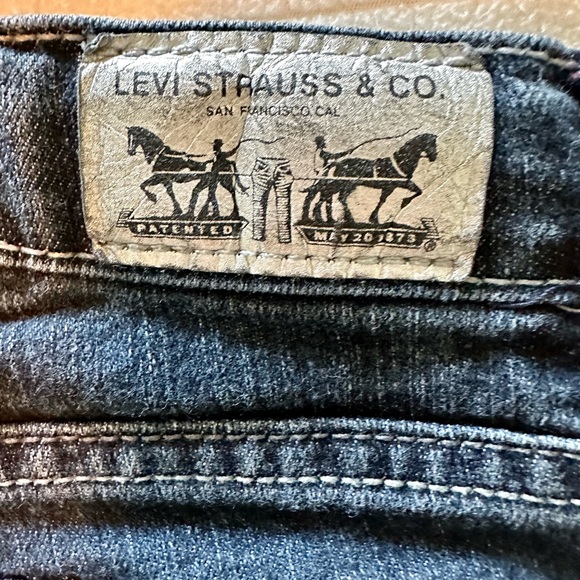 LEVI STRAUSS & CO.
SAN FRANCISCO, CAL
PATENTED
MAY 20 1873
®